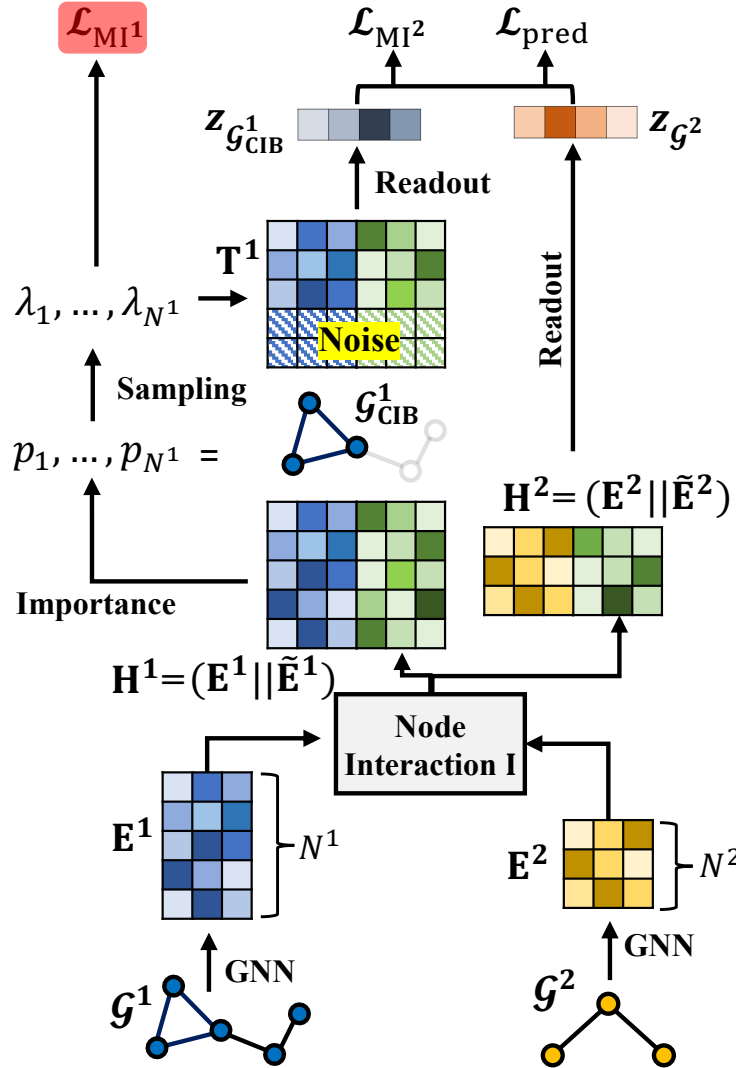 𝓛_MI¹
𝓛_MI² 𝓛_pred
z_𝒢¹_CIB z_𝒢²
Readout
T¹
λ₁, … , λ_N¹
Noise
Readout
Sampling
𝒢¹_CIB
p₁, … , p_N¹ =
H² = (E²||Ẽ²)
Importance
H¹ = (E¹||Ẽ¹)
Node
Interaction I
E¹ N¹
E² N²
GNN
GNN
𝒢¹
𝒢²